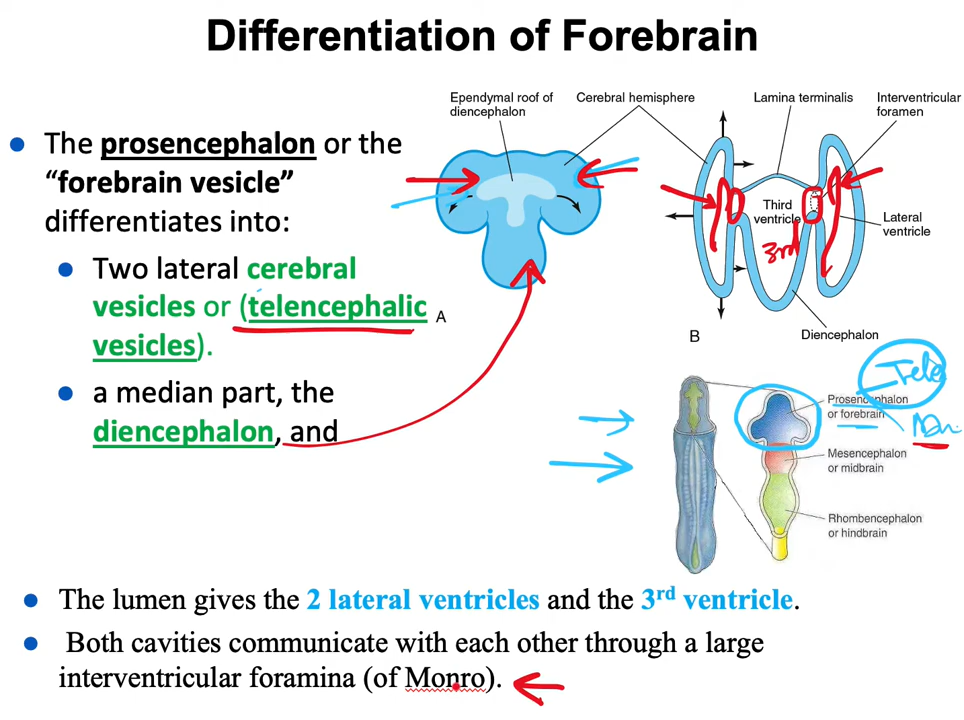 Differentiation of Forebrain
The prosencephalon or the
“forebrain vesicle”
differentiates into:
Two lateral cerebral
vesicles or (telencephalic
vesicles).
a median part, the
diencephalon, and
Ependymal roof of
diencephalon
Cerebral hemisphere
Lamina terminalis
Interventricular
foramen
Third
ventricle
3rd
Lateral
ventricle
Diencephalon
A
B
Tele
Prosencephalon
or forebrain
Mesencephalon
or midbrain
Rhombencephalon
or hindbrain
The lumen gives the 2 lateral ventricles and the 3rd ventricle.
Both cavities communicate with each other through a large
interventricular foramina (of Monro).